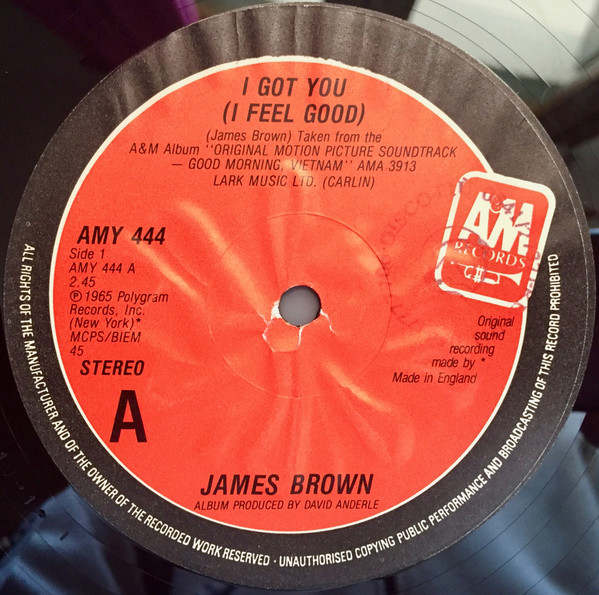 I GOT YOU
(I FEEL GOOD)
(James Brown) Taken from the
A&M Album "ORIGINAL MOTION PICTURE SOUNDTRACK
— GOOD MORNING, VIETNAM" AMA 3913
LARK MUSIC LTD. (CARLIN)
A&M
RECORDS
AMY 444
Side 1
AMY 444 A
2.45
℗ 1965 Polygram
Records, Inc.
(New York)*
MCPS/BIEM
45
STEREO
A
Original
sound
recording
made by *
Made in England
JAMES BROWN
ALBUM PRODUCED BY DAVID ANDERLE
ALL RIGHTS OF THE MANUFACTURER AND OF THE OWNER OF THE RECORDED WORK RESERVED · UNAUTHORISED COPYING PUBLIC PERFORMANCE AND BROADCASTING OF THIS RECORD PROHIBITED